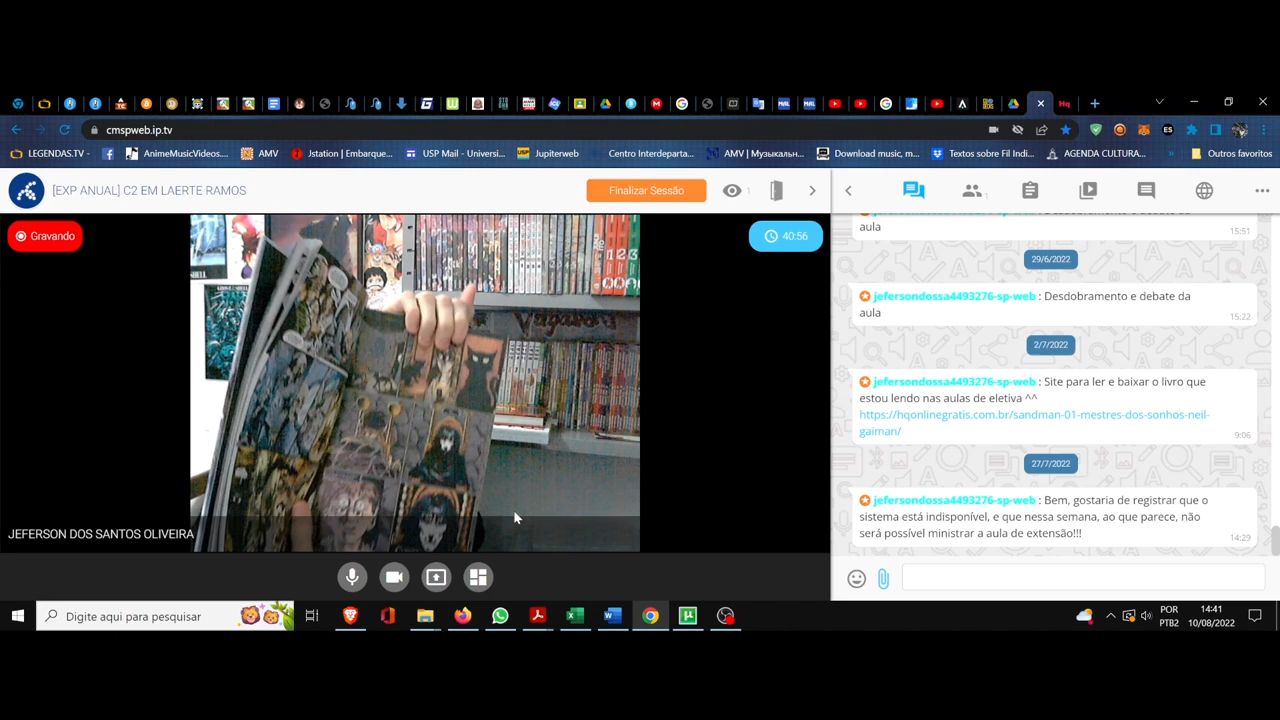 cmspweb.ip.tv
LEGENDAS.TV -
AnimeMusicVideos....
AMV
Jstation | Embarque...
USP Mail - Universi...
Jupiterweb
Centro Interdeparta...
AMV | Музыкальн...
Download music, m...
Textos sobre Fil Indi...
AGENDA CULTURA...
»
Outros favoritos
[EXP ANUAL] C2 EM LAERTE RAMOS
Finalizar Sessão
1
1
Gravando
40:56
JEFERSON DOS SANTOS OLIVEIRA
aula
15:51
29/6/2022
jefersondossa4493276-sp-web : Desdobramento e debate da
aula
15:22
2/7/2022
jefersondossa4493276-sp-web : Site para ler e baixar o livro que
estou lendo nas aulas de eletiva ^^
https://hqonlinegratis.com.br/sandman-01-mestres-dos-sonhos-neil-
gaiman/
9:06
27/7/2022
jefersondossa4493276-sp-web : Bem, gostaria de registrar que o
sistema está indisponível, e que nessa semana, ao que parece, não
será possível ministrar a aula de extensão!!!
14:29
Digite aqui para pesquisar
POR
PTB2
14:41
10/08/2022